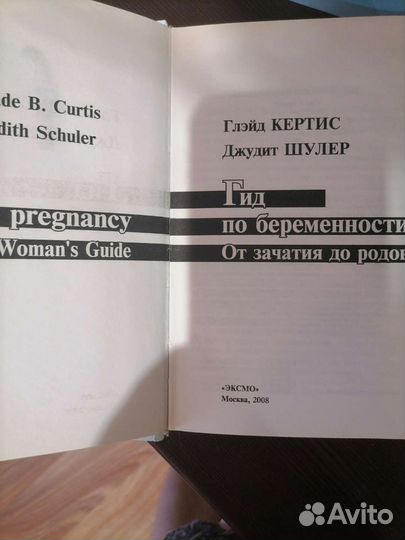 de B. Curtis
dith Schuler
pregnancy
Woman's Guide
Глэйд КЕРТИС
Джудит ШУЛЕР
Гид
по беременности
От зачатия до родов
«ЭКСМО»
Москва, 2008
Avito